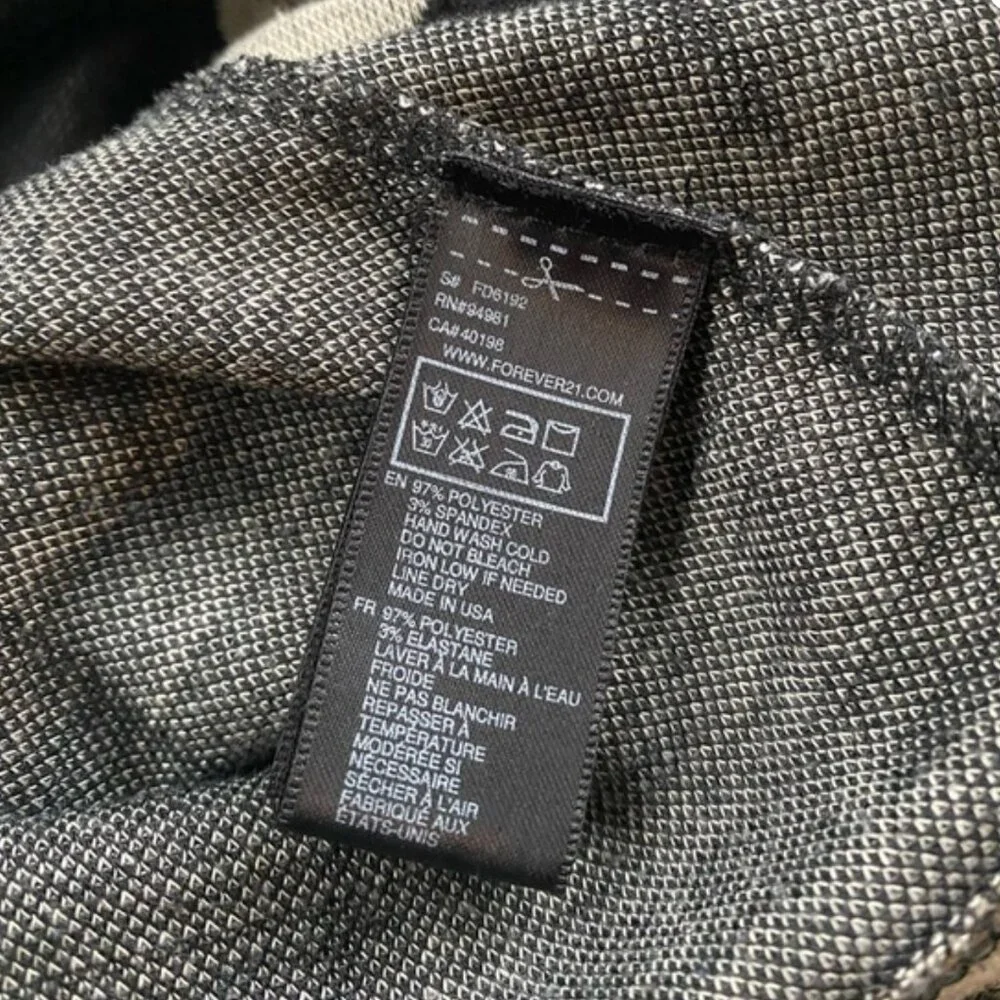 S# FD6192
RN#94981
CA#40198
WWW.FOREVER21.COM
EN 97% POLYESTER
3% SPANDEX
HAND WASH COLD
DO NOT BLEACH
IRON LOW IF NEEDED
LINE DRY
MADE IN USA
FR 97% POLYESTER
3% ELASTANE
LAVER À LA MAIN À L'EAU
FROIDE
NE PAS BLANCHIR
REPASSER À
TEMPÉRATURE
MODÉRÉE SI
NÉCESSAIRE
SÉCHER À L'AIR
FABRIQUÉ AUX
ÉTATS-UNIS